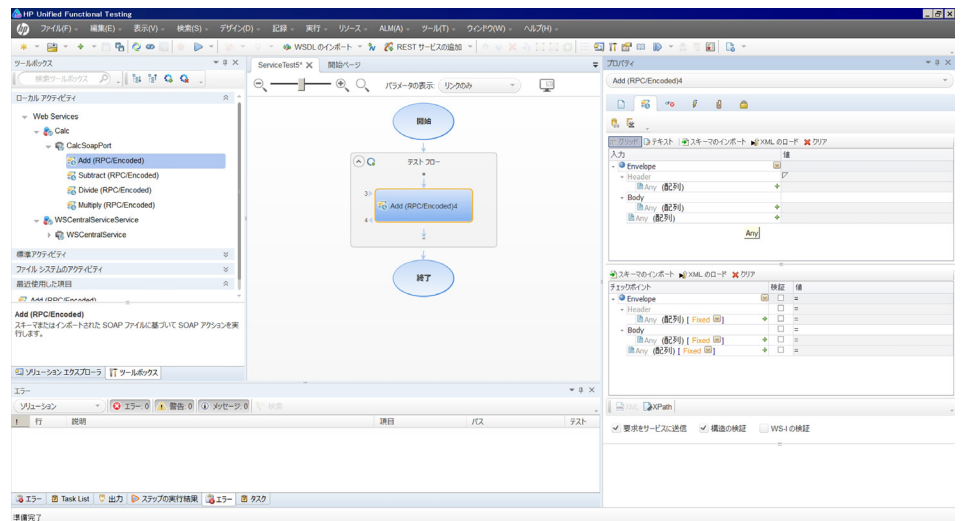 HP Unified Functional Testing
ファイル(F) 編集(E) 表示(V) 検索(S) デザイン(D) 記録 実行 リソース ALM(A) ツール(T) ウィンドウ(W) ヘルプ(H)
WSDL のインポート REST サービスの追加
ツールボックス
検索ツールボックス
ローカル アクティビティ
Web Services
Calc
CalcSoapPort
Add (RPC/Encoded)
Subtract (RPC/Encoded)
Divide (RPC/Encoded)
Multiply (RPC/Encoded)
WSCentralServiceService
WSCentralService
標準アクティビティ
ファイル システムのアクティビティ
最近使用した項目
Add (RPC/Encoded)
Add (RPC/Encoded)
スキーマまたはインポートされた SOAP ファイルに基づいて SOAP アクションを実
行します。
ソリューション エクスプローラ ツールボックス
ServiceTest5* 開始ページ
パラメータの表示: リンクのみ
開始
テスト フロー
3
Add (RPC/Encoded)4
4
終了
プロパティ
Add (RPC/Encoded)4
グリッド テキスト スキーマのインポート XML のロード クリア
入力 値
Envelope
Header
Any (配列)
Body
Any (配列)
Any (配列)
Any
スキーマのインポート XML のロード クリア
チェックポイント 検証 値
Envelope =
Header =
Any (配列) [ Fixed ] =
Body =
Any (配列) [ Fixed ] =
Any (配列) [ Fixed ] =
XML XPath
要求をサービスに送信 構造の検証 WS-I の検証
エラー
ソリューション エラー: 0 警告: 0 メッセージ: 0 検索
! 行 説明 項目 パス テスト
エラー Task List 出力 ステップの実行結果 エラー タスク
準備完了